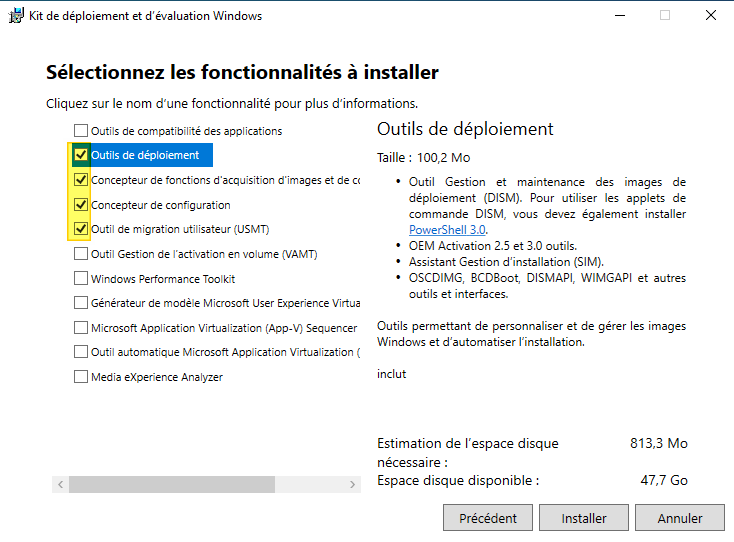 Kit de déploiement et d'évaluation Windows
Sélectionnez les fonctionnalités à installer
Cliquez sur le nom d'une fonctionnalité pour plus d'informations.
Outils de compatibilité des applications
Outils de déploiement
Concepteur de fonctions d'acquisition d'images et de co
Concepteur de configuration
Outil de migration utilisateur (USMT)
Outil Gestion de l'activation en volume (VAMT)
Windows Performance Toolkit
Générateur de modèle Microsoft User Experience Virtua
Microsoft Application Virtualization (App-V) Sequencer
Outil automatique Microsoft Application Virtualization (
Media eXperience Analyzer
Outils de déploiement
Taille : 100,2 Mo
• Outil Gestion et maintenance des images de
déploiement (DISM). Pour utiliser les applets de
commande DISM, vous devez également installer
PowerShell 3.0.
• OEM Activation 2.5 et 3.0 outils.
• Assistant Gestion d'installation (SIM).
• OSCDIMG, BCDBoot, DISMAPI, WIMGAPI et autres
outils et interfaces.
Outils permettant de personnaliser et de gérer les images
Windows et d'automatiser l'installation.
inclut
Estimation de l'espace disque 813,3 Mo
nécessaire :
Espace disque disponible : 47,7 Go
Précédent Installer Annuler